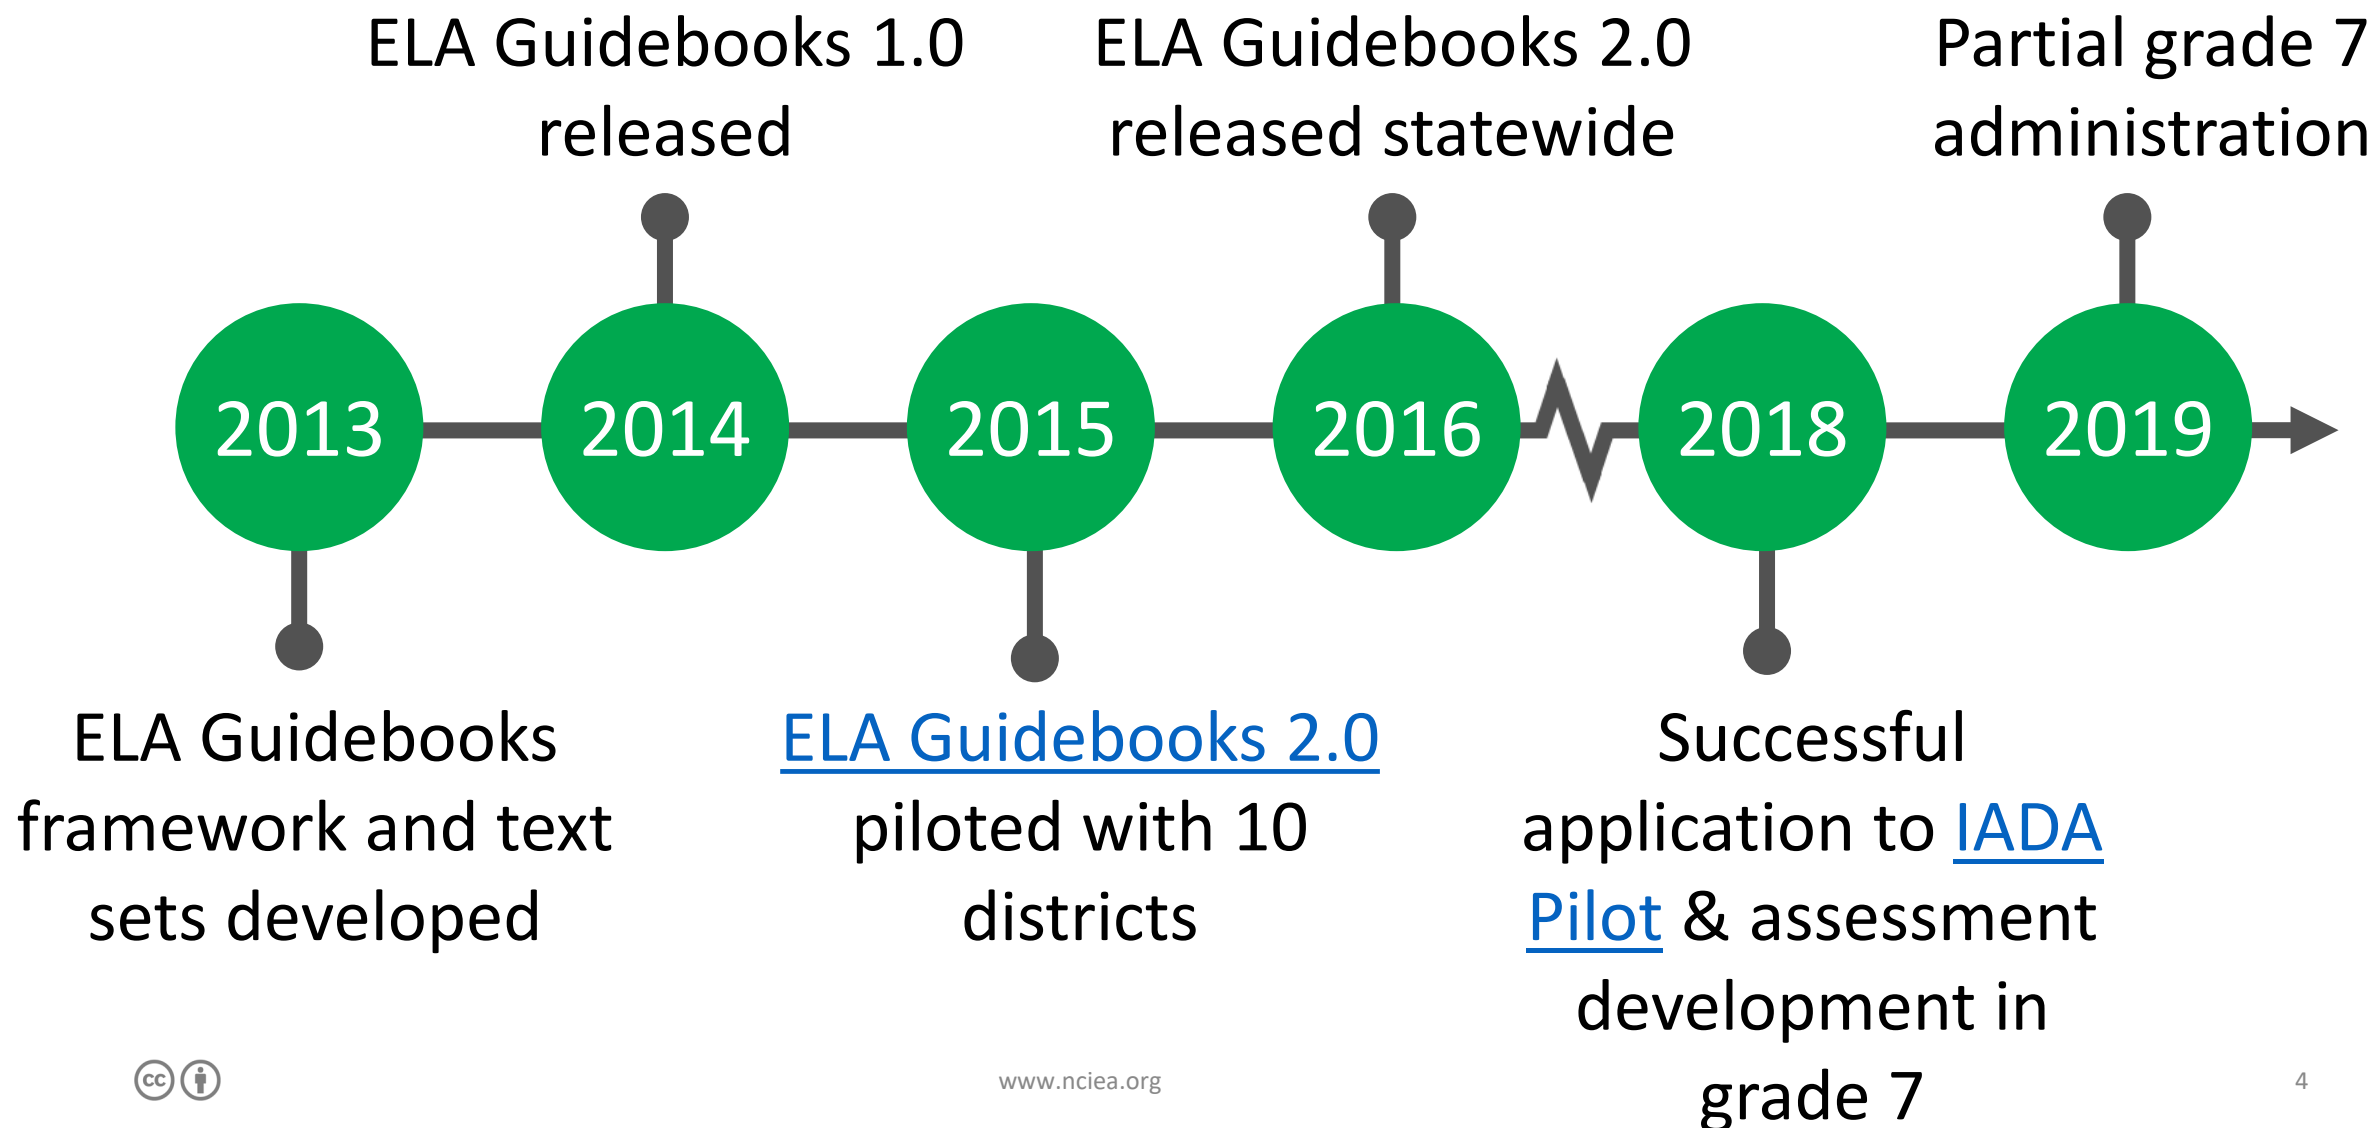 ELA Guidebooks 1.0
released
ELA Guidebooks 2.0
released statewide
Partial grade 7
administration
2013
2014
2015
2016
2018
2019
ELA Guidebooks
framework and text
sets developed
ELA Guidebooks 2.0
piloted with 10
districts
Successful
application to IADA
Pilot & assessment
development in
grade 7
cc
www.nciea.org
4